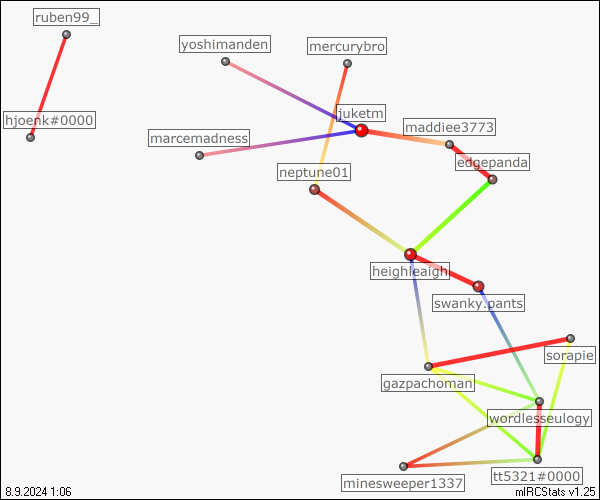 ruben99_
yoshimanden
mercurybro
hjoenk#0000
juketm
maddiee3773
marcemadness
edgepanda
neptune01
heighleaigh
swanky.pants
sorapie
gazpachoman
wordlesseulogy
tt5321#0000
minesweeper1337
8.9.2024 1:06
mIRCStats v1.25